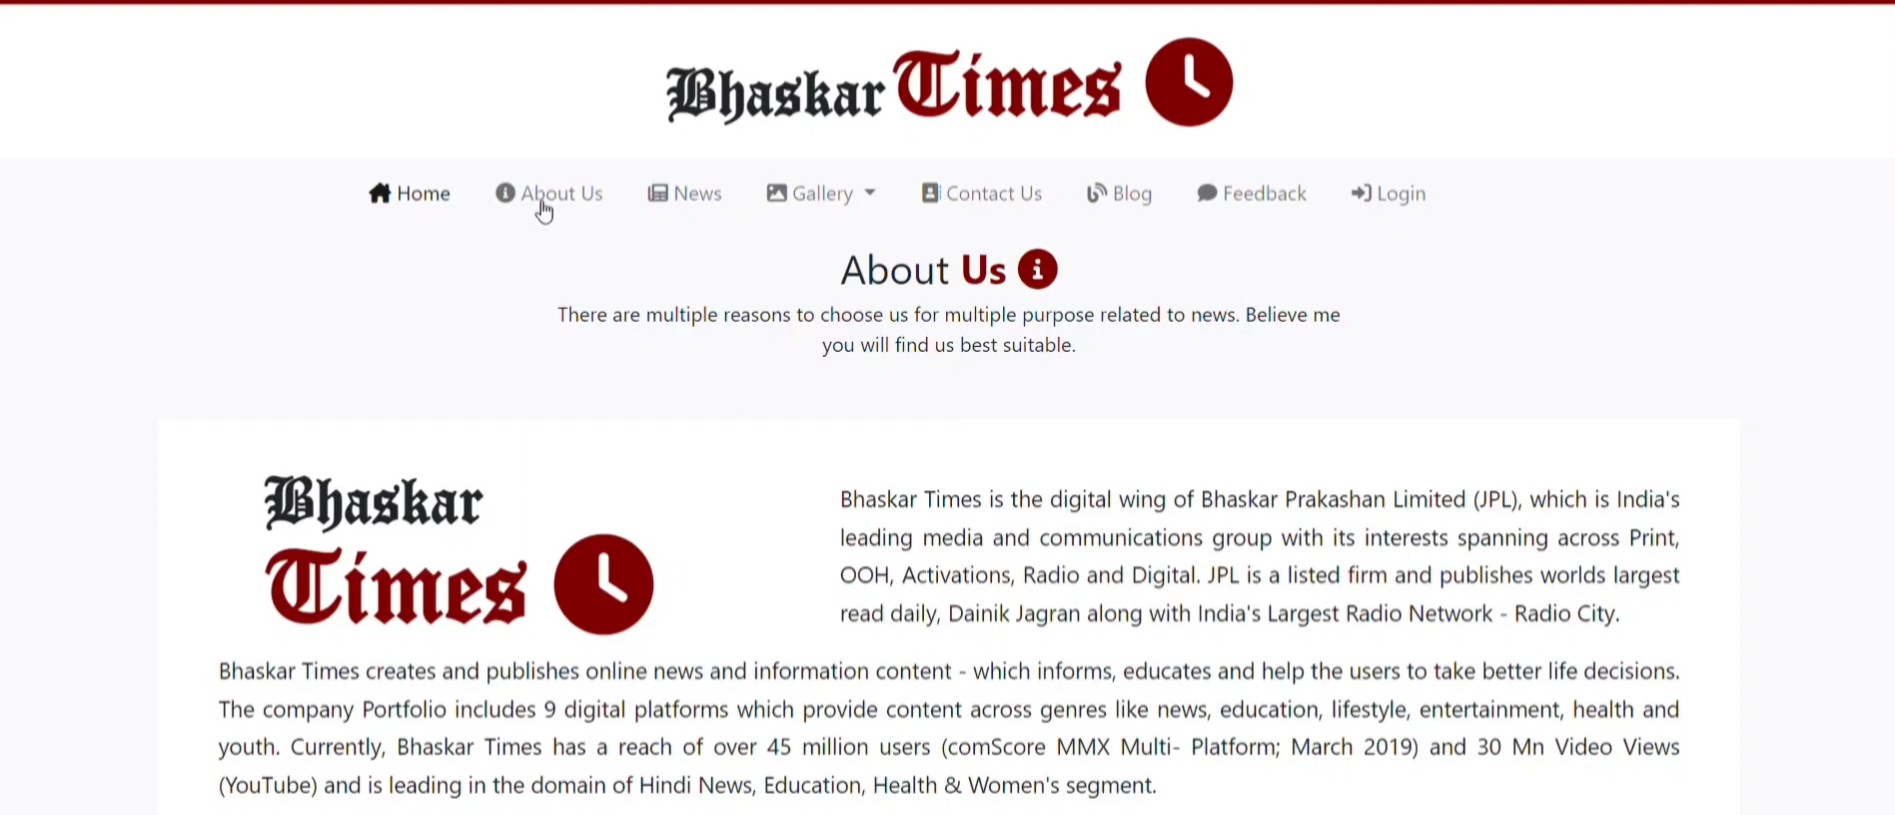 Bhaskar Times
Home About Us News Gallery Contact Us Blog Feedback Login
About Us
There are multiple reasons to choose us for multiple purpose related to news. Believe me
you will find us best suitable.
Bhaskar
Times
Bhaskar Times is the digital wing of Bhaskar Prakashan Limited (JPL), which is India's
leading media and communications group with its interests spanning across Print,
OOH, Activations, Radio and Digital. JPL is a listed firm and publishes worlds largest
read daily, Dainik Jagran along with India's Largest Radio Network - Radio City.
Bhaskar Times creates and publishes online news and information content - which informs, educates and help the users to take better life decisions.
The company Portfolio includes 9 digital platforms which provide content across genres like news, education, lifestyle, entertainment, health and
youth. Currently, Bhaskar Times has a reach of over 45 million users (comScore MMX Multi- Platform; March 2019) and 30 Mn Video Views
(YouTube) and is leading in the domain of Hindi News, Education, Health & Women's segment.